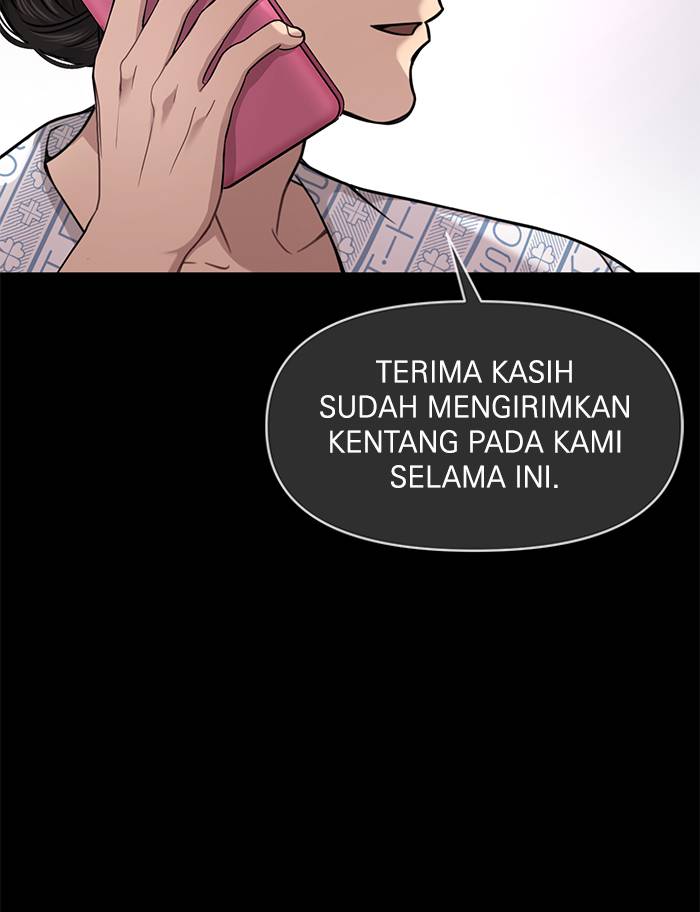 TERIMA KASIH
SUDAH MENGIRIMKAN
KENTANG PADA KAMI
SELAMA INI.